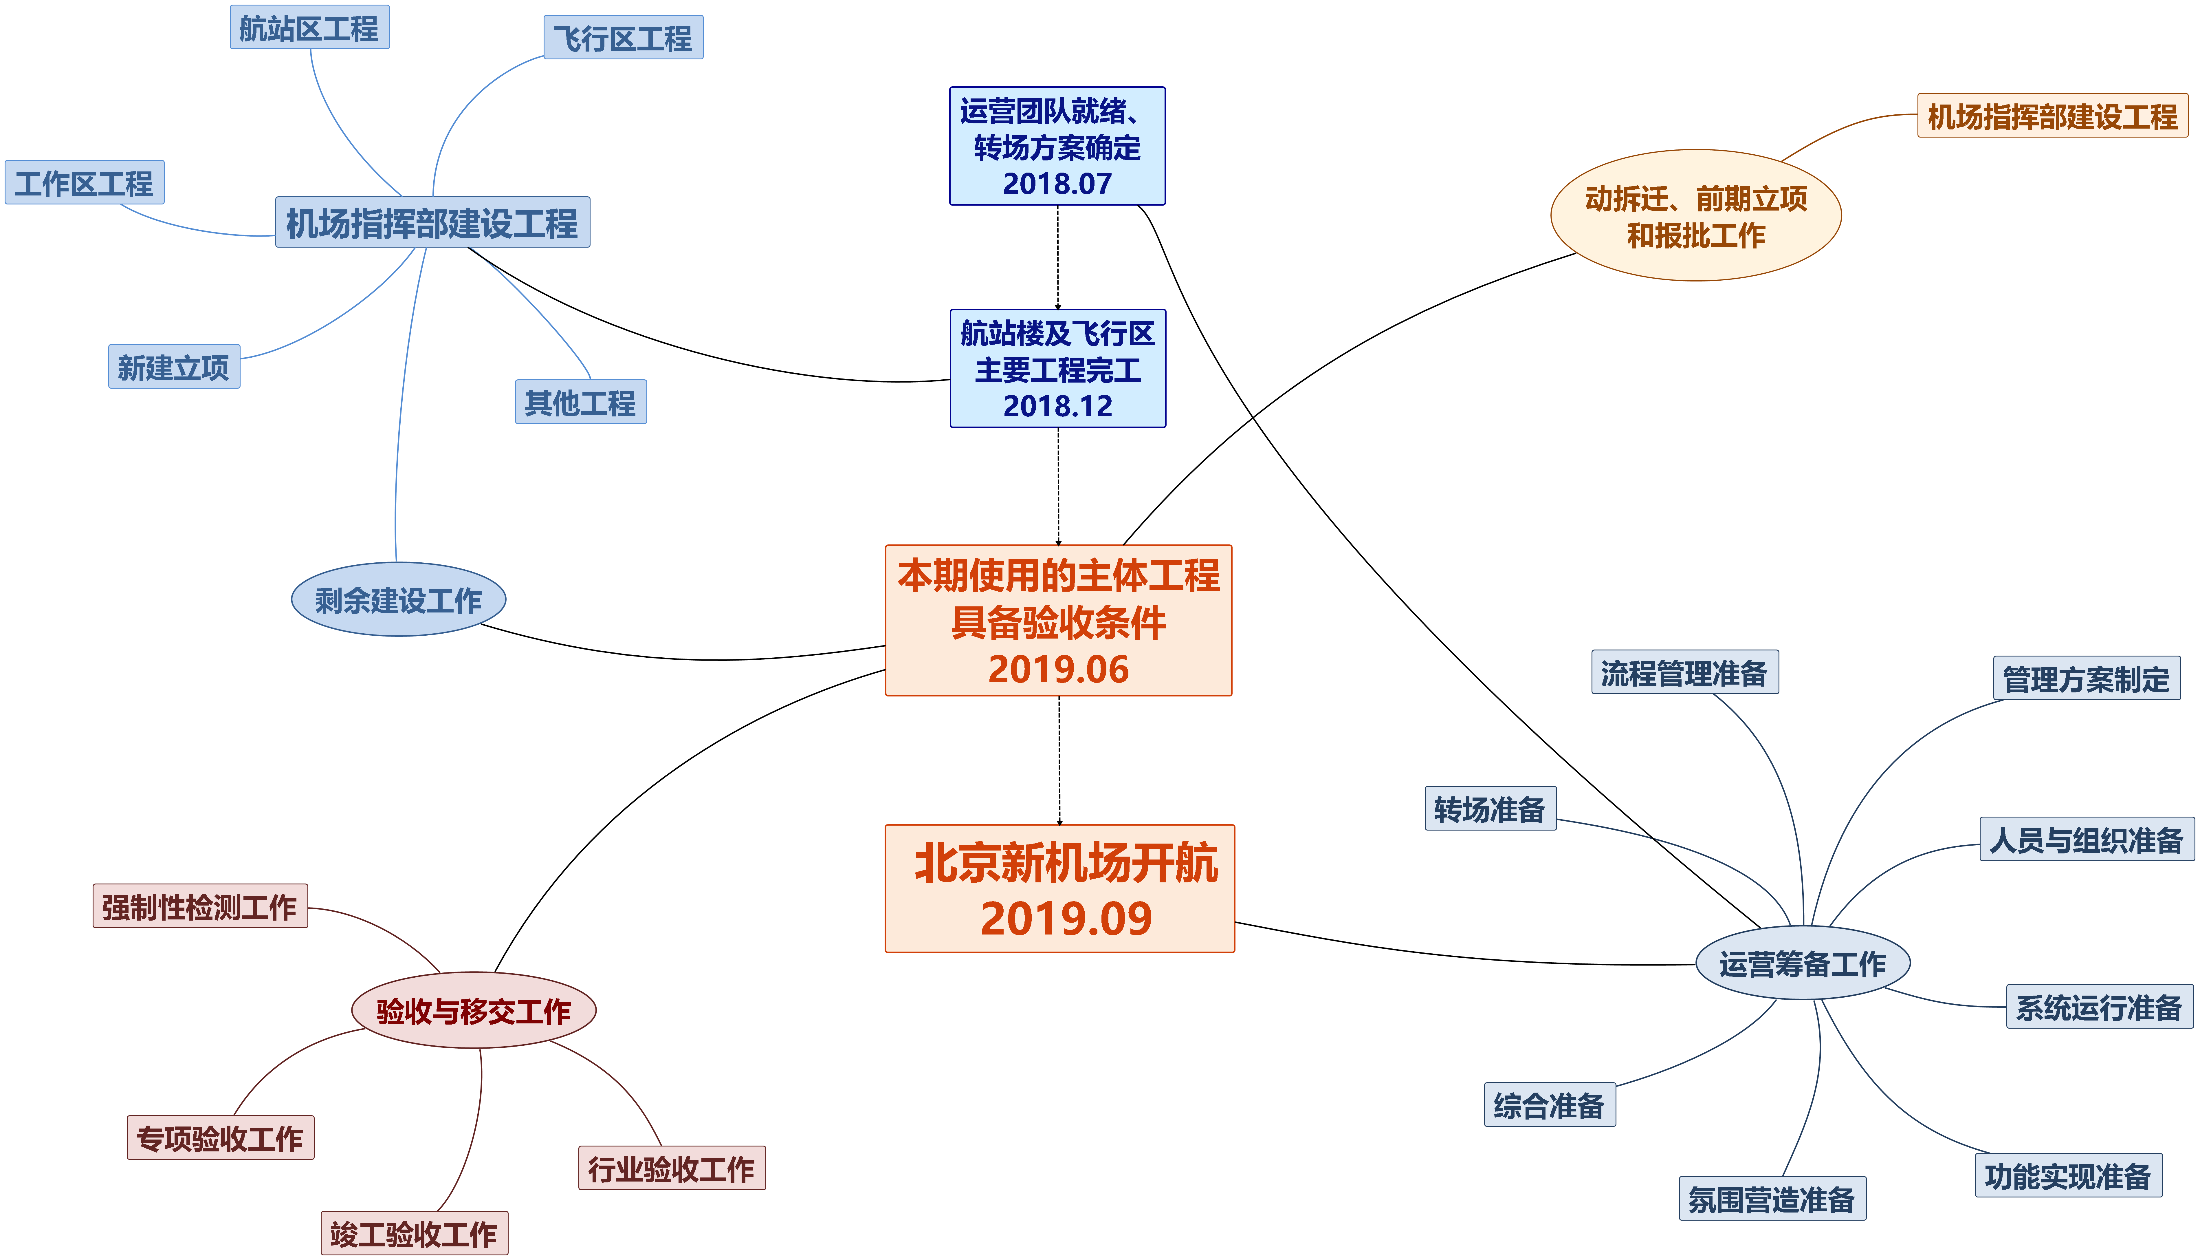 航站区工程
飞行区工程
工作区工程
机场指挥部建设工程
新建立项
其他工程
剩余建设工作
运营团队就绪、
转场方案确定
2018.07
航站楼及飞行区
主要工程完工
2018.12
本期使用的主体工程
具备验收条件
2019.06
北京新机场开航
2019.09
机场指挥部建设工程
动拆迁、前期立项
和报批工作
流程管理准备
管理方案制定
转场准备
人员与组织准备
运营筹备工作
系统运行准备
综合准备
功能实现准备
氛围营造准备
强制性检测工作
验收与移交工作
专项验收工作
行业验收工作
竣工验收工作